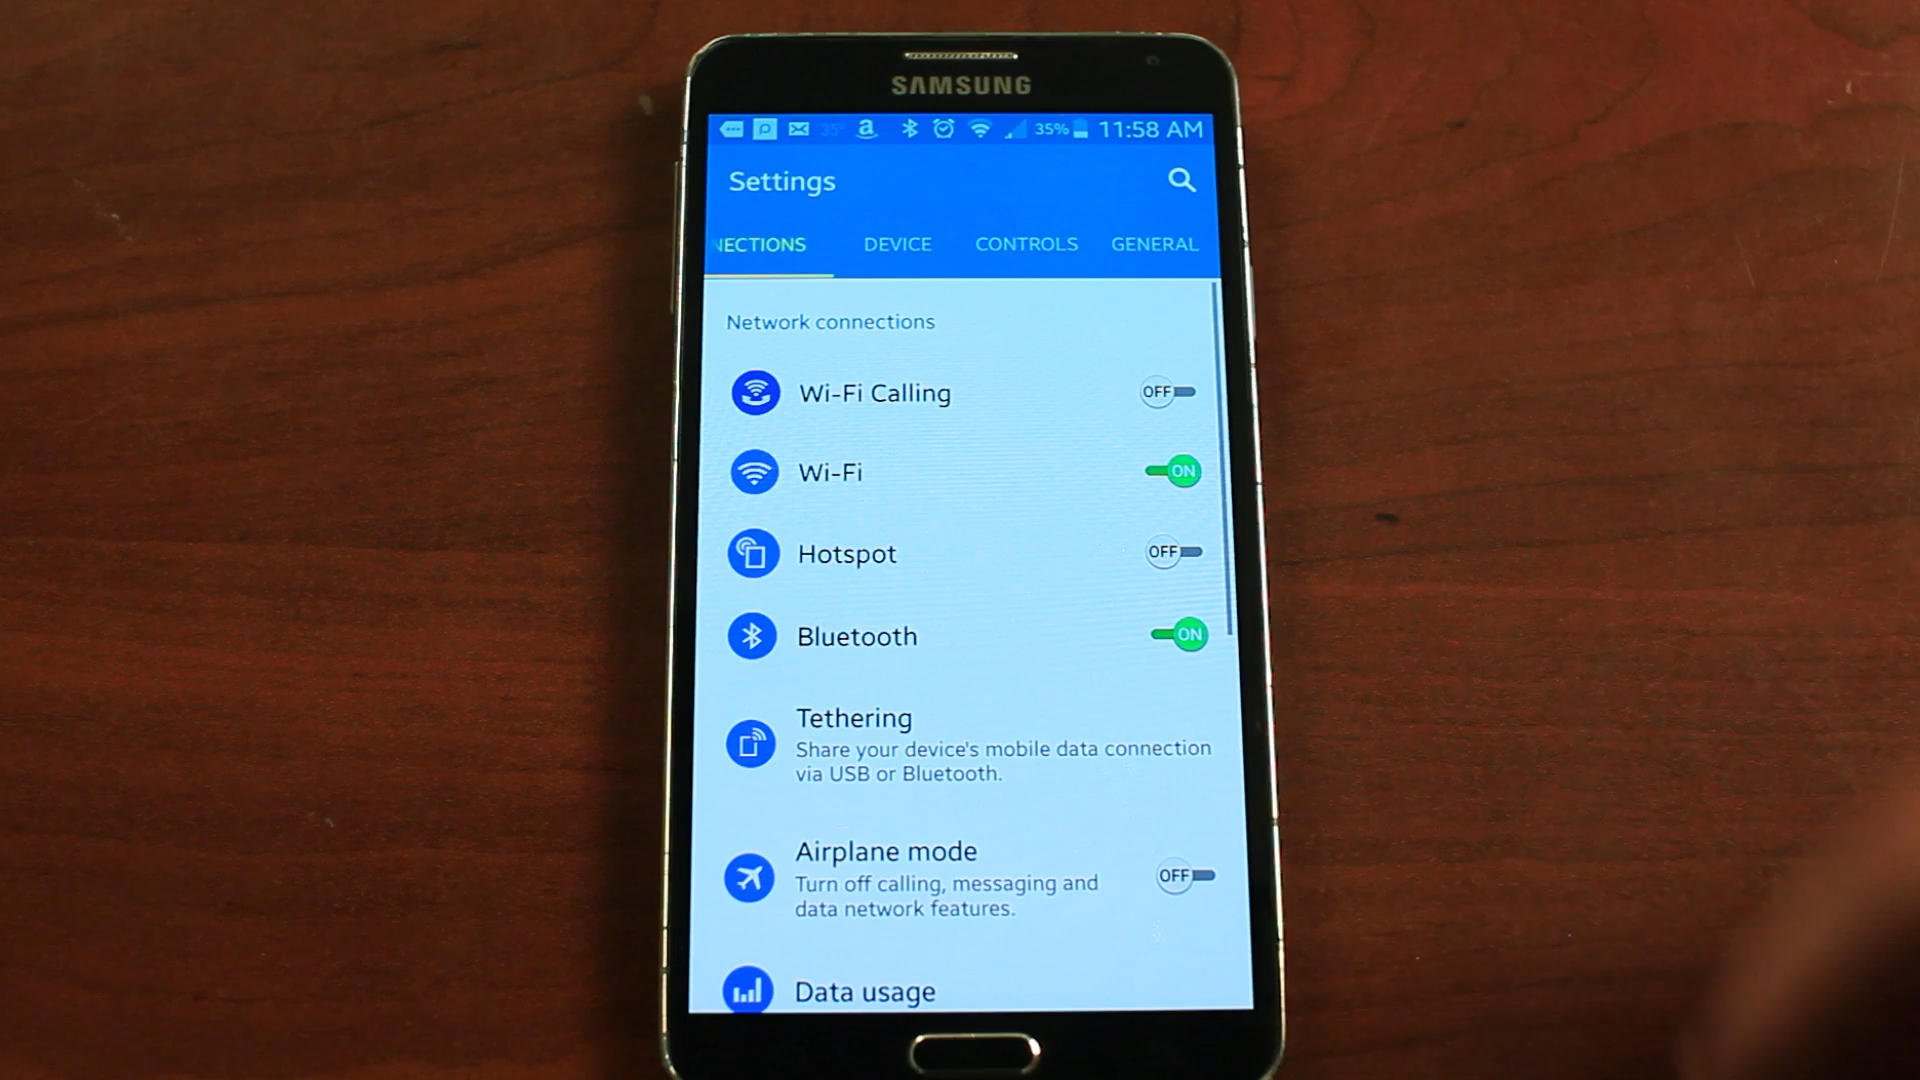 SAMSUNG
35° a 35% 11:58 AM
Settings
NECTIONS DEVICE CONTROLS GENERAL
Network connections
Wi-Fi Calling OFF
Wi-Fi ON
Hotspot OFF
Bluetooth ON
Tethering
Share your device's mobile data connection
via USB or Bluetooth.
Airplane mode
Turn off calling, messaging and OFF
data network features.
Data usage